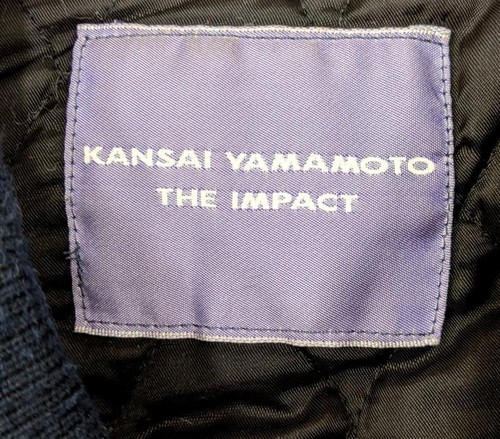 KANSAI YAMAMOTO
THE IMPACT